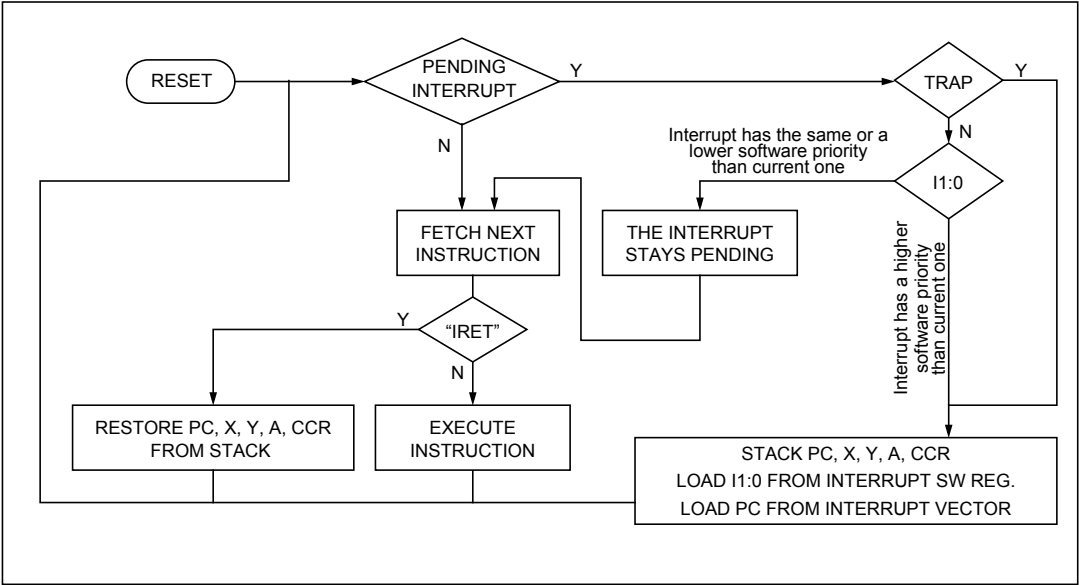 RESET
PENDING
INTERRUPT
Y
TRAP
Y
N
N
Interrupt has the same or a
lower software priority
than current one
I1:0
FETCH NEXT
INSTRUCTION
THE INTERRUPT
STAYS PENDING
Interrupt has a higher
software priority
than current one
Y
“IRET”
N
RESTORE PC, X, Y, A, CCR
FROM STACK
EXECUTE
INSTRUCTION
STACK PC, X, Y, A, CCR
LOAD I1:0 FROM INTERRUPT SW REG.
LOAD PC FROM INTERRUPT VECTOR